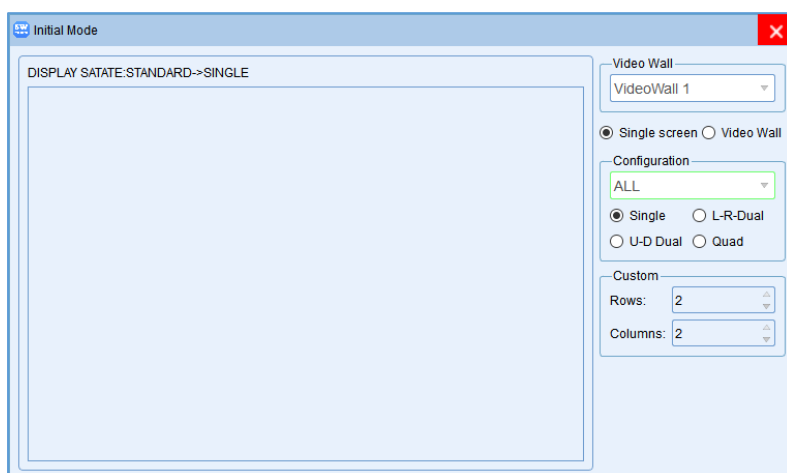 SW
Initial Mode
DISPLAY SATATE:STANDARD->SINGLE
Video Wall
VideoWall 1
Single screen Video Wall
Configuration
ALL
Single L-R-Dual
U-D Dual Quad
Custom
Rows: 2
Columns: 2